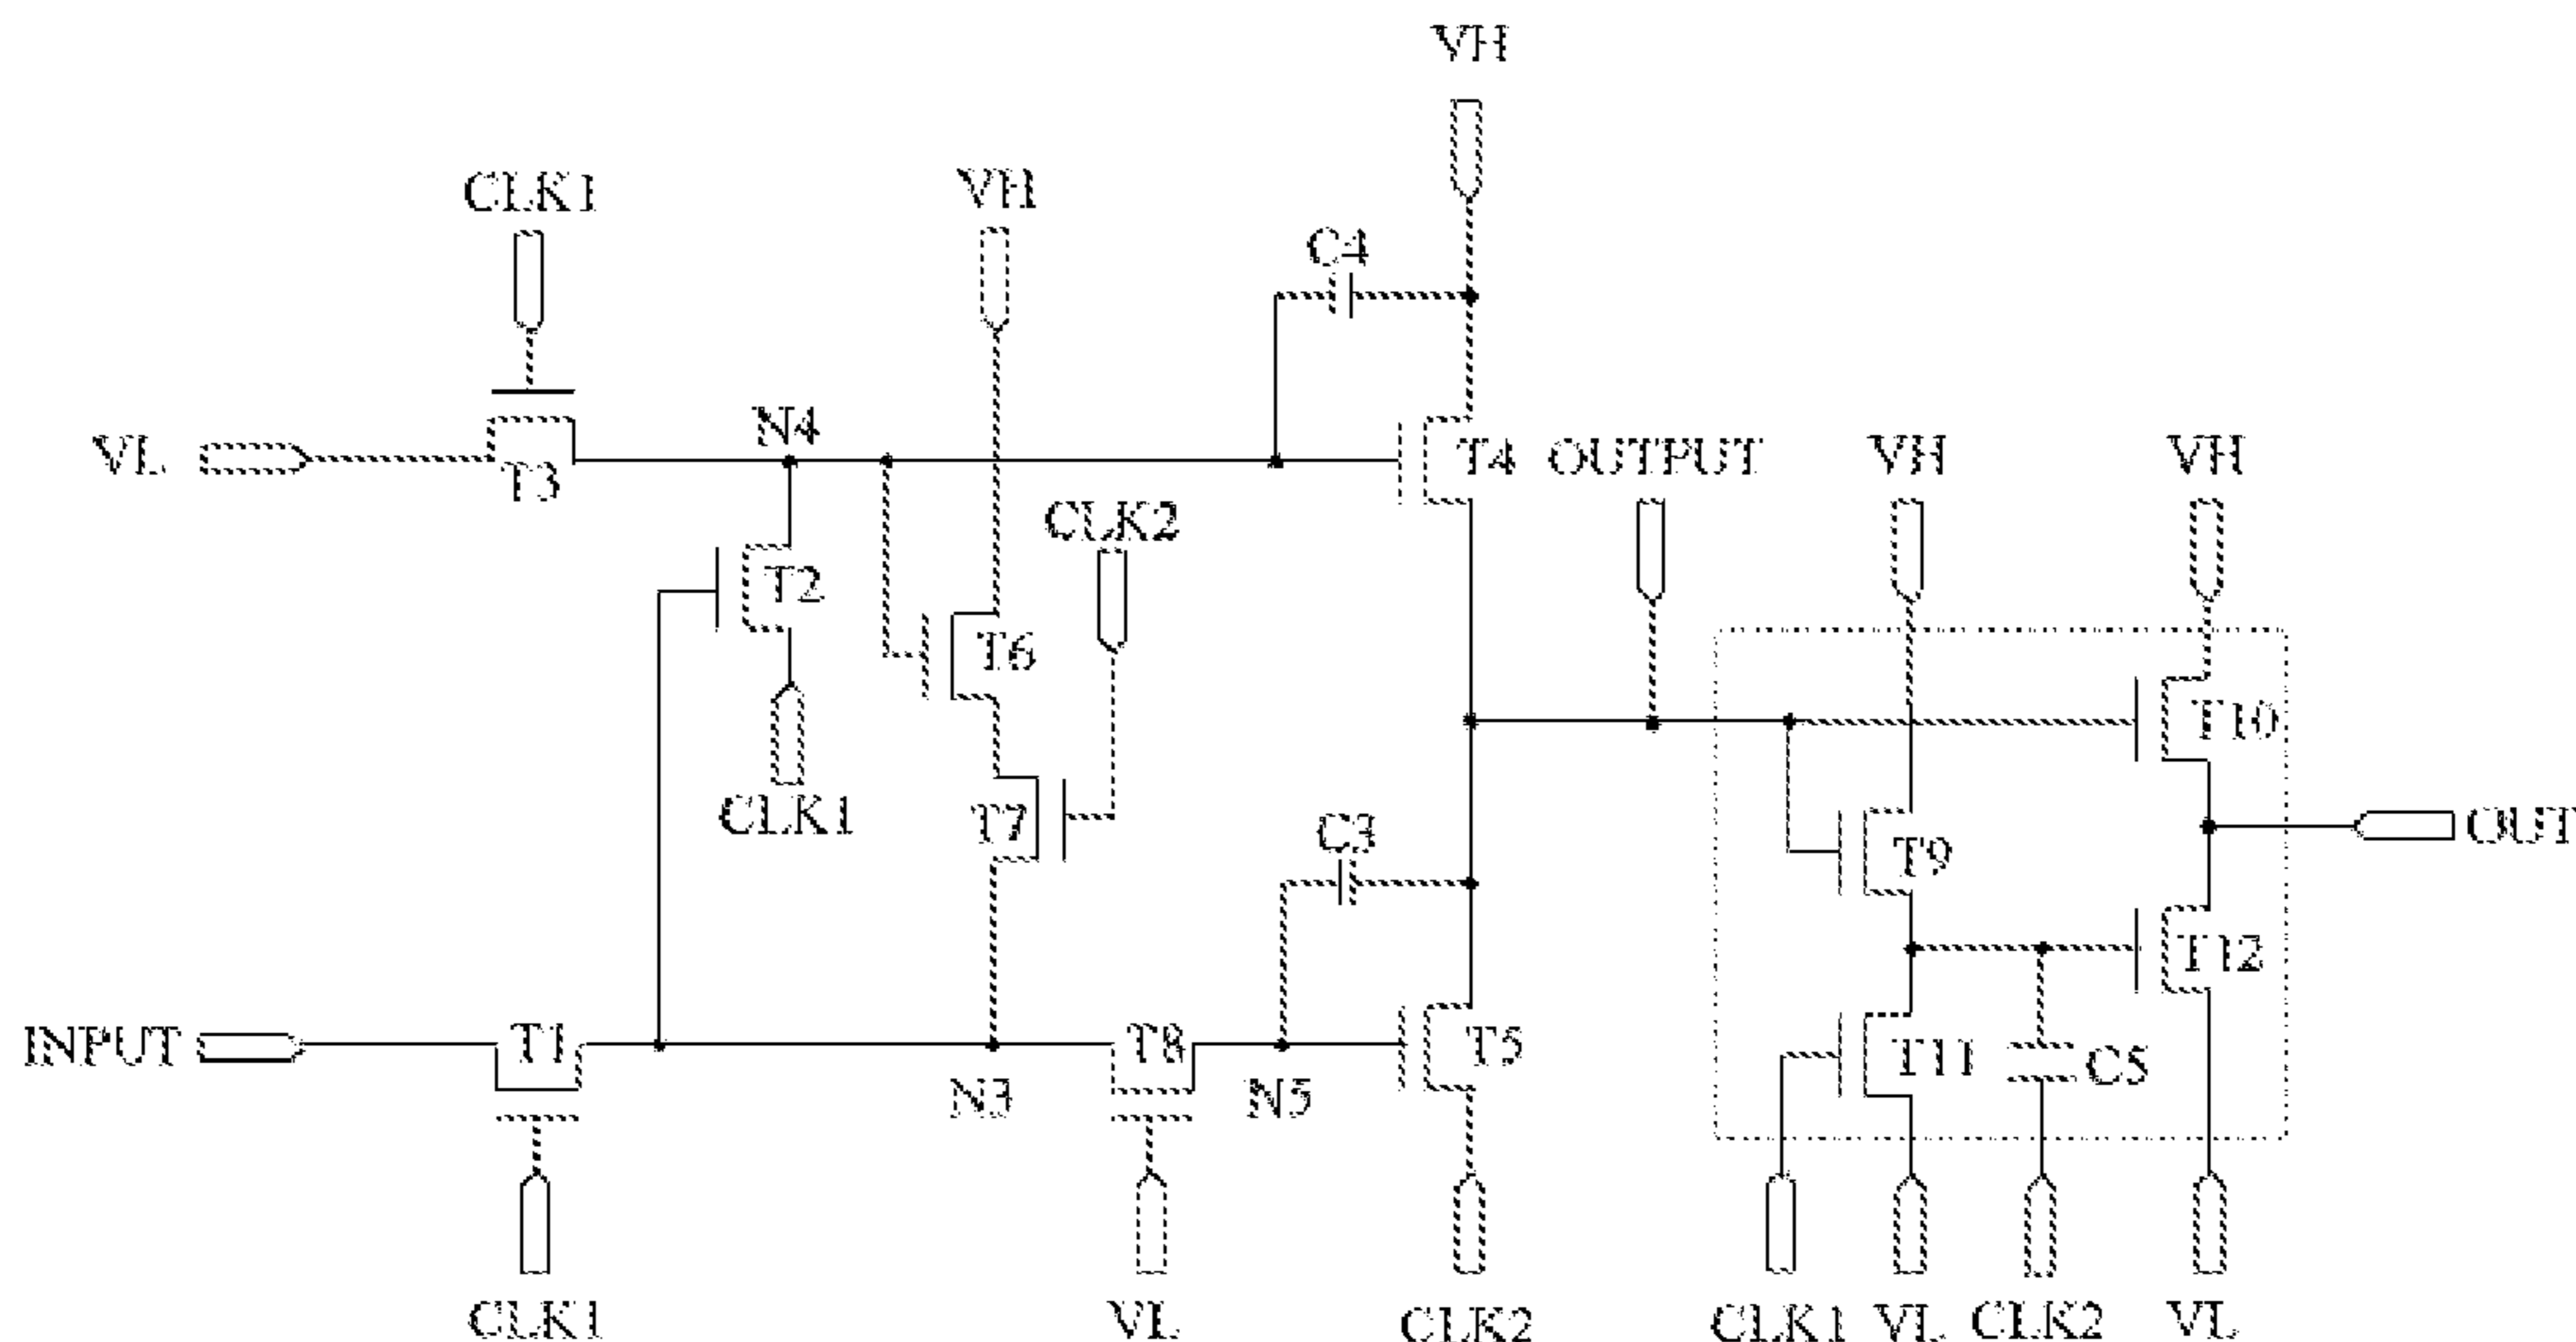 VH
CLK1
VH
C4
VL
T3
N4
T4
OUTPUT
VH
VH
CLK2
T2
T6
T10
CLK1
T7
C3
T9
OUT
T12
INPUT
T1
T8
T5
T11
C5
N3
N5
CLK1
VL
CLK2
CLK1
VL
CLK2
VL